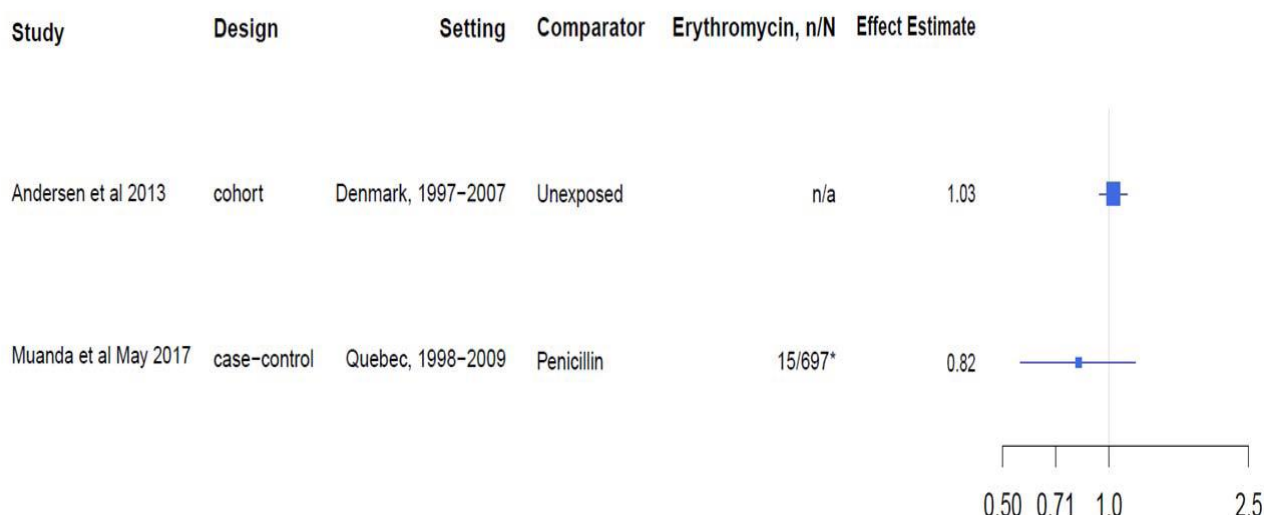 Study Design Setting Comparator Erythromycin, n/N Effect Estimate
Andersen et al 2013 cohort Denmark, 1997−2007 Unexposed n/a 1.03
Muanda et al May 2017 case−control Quebec, 1998−2009 Penicillin 15/697* 0.82
0.50 0.71 1.0 2.5